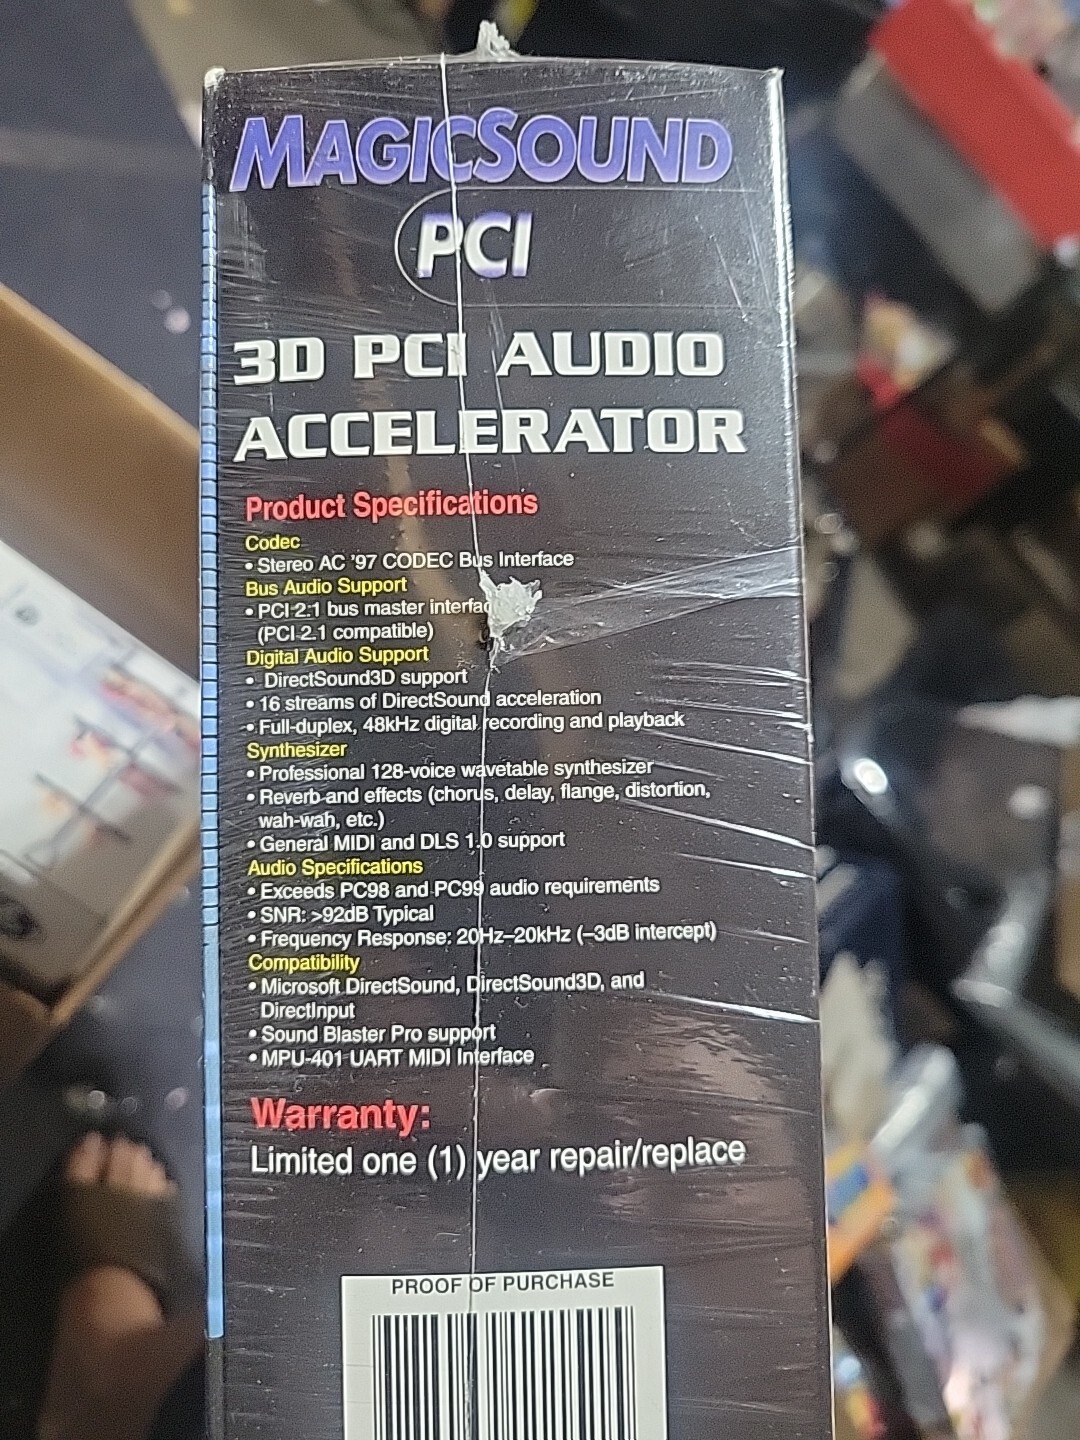 MAGICSOUND
PCI
3D PCI AUDIO
ACCELERATOR
Product Specifications
Codec
• Stereo AC '97 CODEC Bus Interface
Bus Audio Support
• PCI 2.1 bus master interfac
(PCI 2.1 compatible)
Digital Audio Support
• DirectSound3D support
• 16 streams of DirectSound acceleration
• Full-duplex, 48kHz digital recording and playback
Synthesizer
• Professional 128-voice wavetable synthesizer
• Reverb and effects (chorus, delay, flange, distortion,
wah-wah, etc.)
• General MIDI and DLS 1.0 support
Audio Specifications
• Exceeds PC98 and PC99 audio requirements
• SNR: >92dB Typical
• Frequency Response: 20Hz–20kHz (–3dB intercept)
Compatibility
• Microsoft DirectSound, DirectSound3D, and
DirectInput
• Sound Blaster Pro support
• MPU-401 UART MIDI Interface
Warranty:
Limited one (1) year repair/replace
PROOF OF PURCHASE